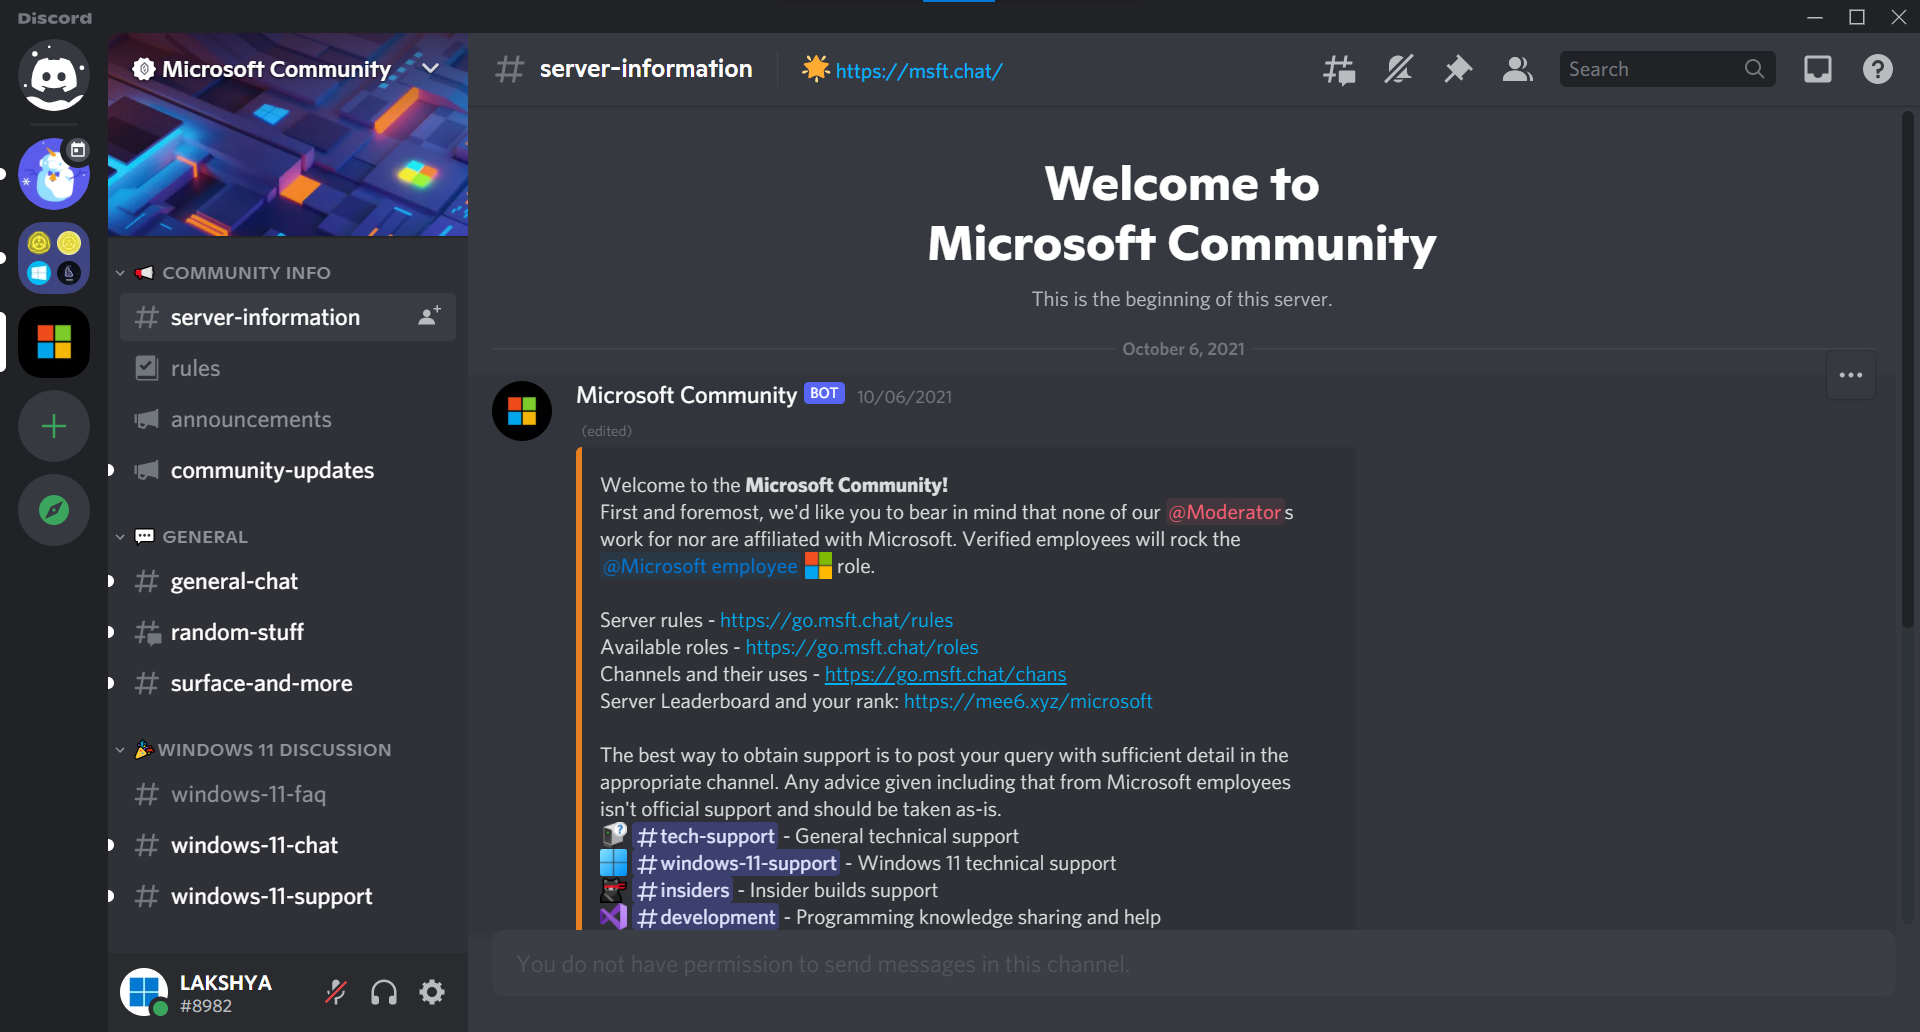 Discord
Microsoft Community
COMMUNITY INFO
server-information
rules
announcements
community-updates
GENERAL
general-chat
random-stuff
surface-and-more
WINDOWS 11 DISCUSSION
windows-11-faq
windows-11-chat
windows-11-support
LAKSHYA
#8982
server-information
https://msft.chat/
Search
Welcome to
Microsoft Community
This is the beginning of this server.
October 6, 2021
Microsoft Community BOT 10/06/2021
(edited)
Welcome to the Microsoft Community!
First and foremost, we'd like you to bear in mind that none of our @Moderators
work for nor are affiliated with Microsoft. Verified employees will rock the
@Microsoft employee role.
Server rules - https://go.msft.chat/rules
Available roles - https://go.msft.chat/roles
Channels and their uses - https://go.msft.chat/chans
Server Leaderboard and your rank: https://mee6.xyz/microsoft
The best way to obtain support is to post your query with sufficient detail in the
appropriate channel. Any advice given including that from Microsoft employees
isn't official support and should be taken as-is.
#tech-support - General technical support
#windows-11-support - Windows 11 technical support
#insiders - Insider builds support
#development - Programming knowledge sharing and help
You do not have permission to send messages in this channel.